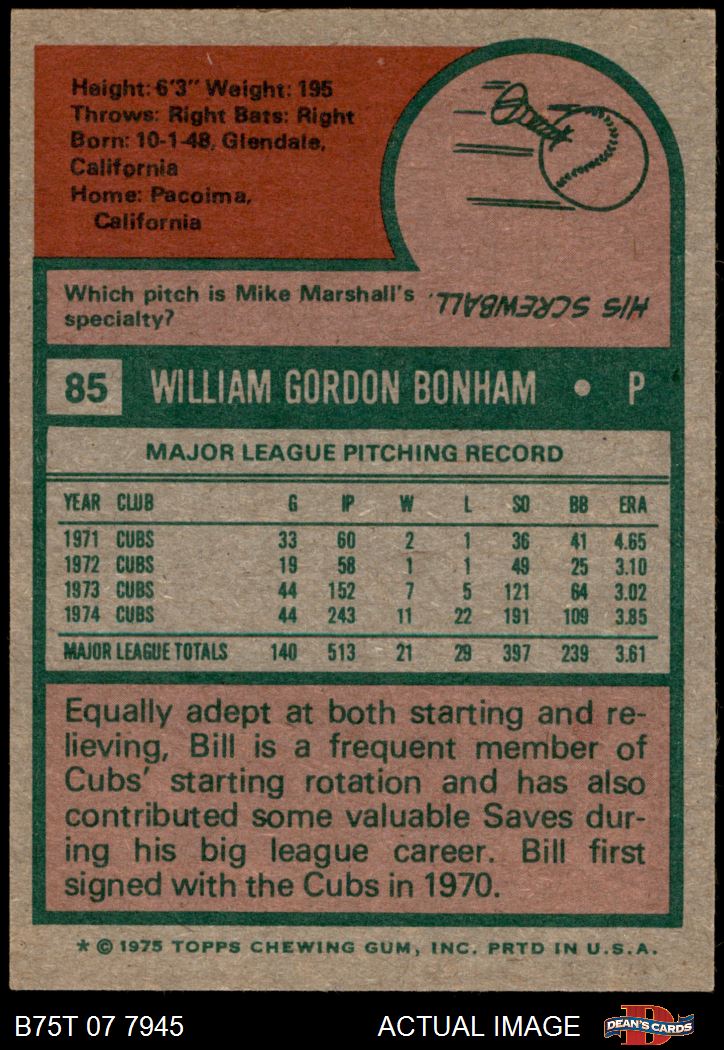 Height: 6'3" Weight: 195
Throws: Right Bats: Right
Born: 10-1-48, Glendale,
California
Home: Pacoima,
California
Which pitch is Mike Marshall's
specialty?
HIS SCREWBALL.
85 WILLIAM GORDON BONHAM • P
MAJOR LEAGUE PITCHING RECORD
YEAR CLUB G IP W L SO BB ERA
1971 CUBS 33 60 2 1 36 41 4.65
1972 CUBS 19 58 1 1 49 25 3.10
1973 CUBS 44 152 7 5 121 64 3.02
1974 CUBS 44 243 11 22 191 109 3.85
MAJOR LEAGUE TOTALS 140 513 21 29 397 239 3.61
Equally adept at both starting and re-
lieving, Bill is a frequent member of
Cubs' starting rotation and has also
contributed some valuable Saves dur-
ing his big league career. Bill first
signed with the Cubs in 1970.
* © 1975 TOPPS CHEWING GUM, INC. PRTD IN U.S.A.
B75T 07 7945 ACTUAL IMAGE DEAN'S CARDS